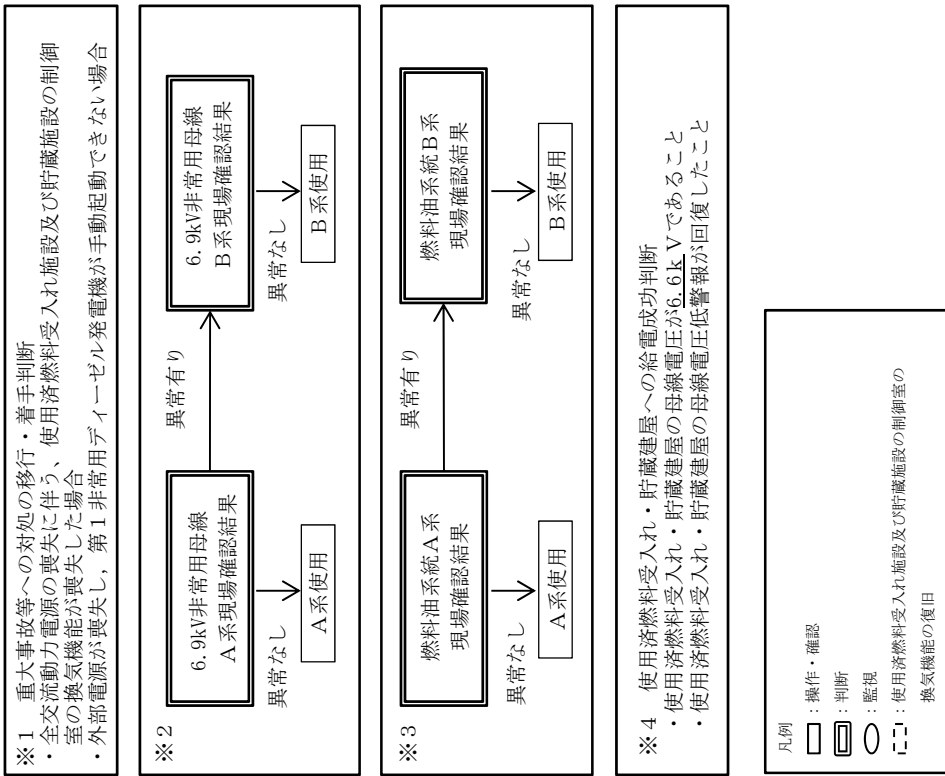 ※1　重大事故等への対処の移行・着手判断
・全交流動力電源の喪失に伴う、使用済燃料受入れ施設及び貯蔵施設の制御
室の換気機能が喪失した場合
・外部電源が喪失し，第1非常用ディーゼル発電機が手動起動できない場合
※2
6.9kV非常用母線
A系現場確認結果
異常有り
6.9kV非常用母線
B系現場確認結果
異常なし
A系使用
異常なし
B系使用
※3
燃料油系統A系
現場確認結果
異常有り
燃料油系統B系
現場確認結果
異常なし
A系使用
異常なし
B系使用
※4　使用済燃料受入れ・貯蔵建屋への給電成功判断
・使用済燃料受入れ・貯蔵建屋の母線電圧が6.6kVであること
・使用済燃料受入れ・貯蔵建屋の母線電圧低警報が回復したこと
凡例
：操作・確認
：判断
：監視
：使用済燃料受入れ施設及び貯蔵施設の制御室の
換気機能の復旧